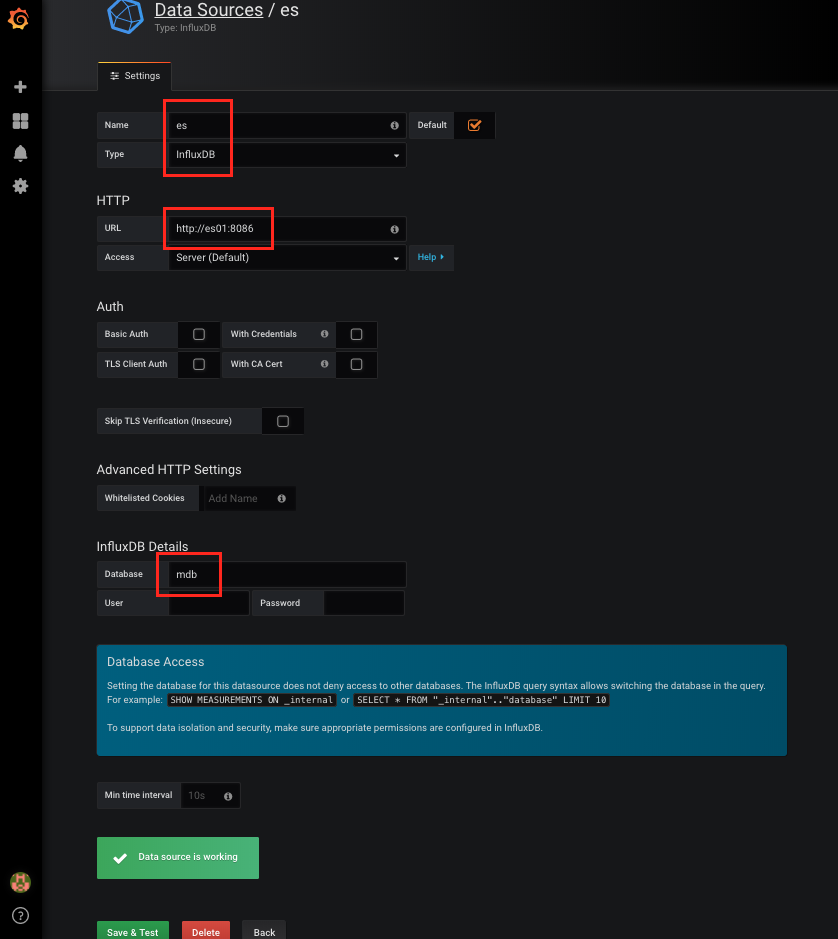 Data Sources / es
Type: InfluxDB
Settings
Name es Default
Type InfluxDB
HTTP
URL http://es01:8086
Access Server (Default) Help
Auth
Basic Auth With Credentials
TLS Client Auth With CA Cert
Skip TLS Verification (Insecure)
Advanced HTTP Settings
Whitelisted Cookies Add Name
InfluxDB Details
Database mdb
User Password
Database Access
Setting the database for this datasource does not deny access to other databases. The InfluxDB query syntax allows switching the database in the query.
For example: SHOW MEASUREMENTS ON _internal or SELECT * FROM "_internal".."database" LIMIT 10
To support data isolation and security, make sure appropriate permissions are configured in InfluxDB.
Min time interval 10s
Data source is working
Save & Test Delete Back